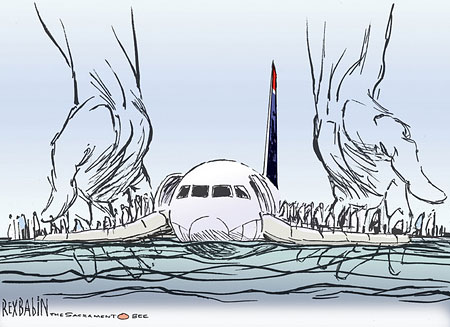 REXBABIN THE SACRAMENTO BEE